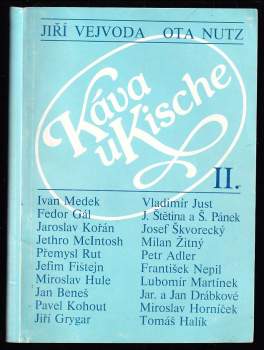 JIŘÍ VEJVODA OTA NUTZ
Káva
u Kische
II.
Ivan Medek
Fedor Gál
Jaroslav Kořán
Jethro McIntosh
Přemysl Rut
Jefim Fistejn
Miroslav Hule
Jan Beneš
Pavel Kohout
Jiří Grygar
Vladimír Just
J. Štětina a Š. Pánek
Josef Škvorecký
Milan Žitný
Petr Adler
František Nepil
Lubomír Martínek
Jar. a Jan Drábkové
Miroslav Horníček
Tomáš Halík